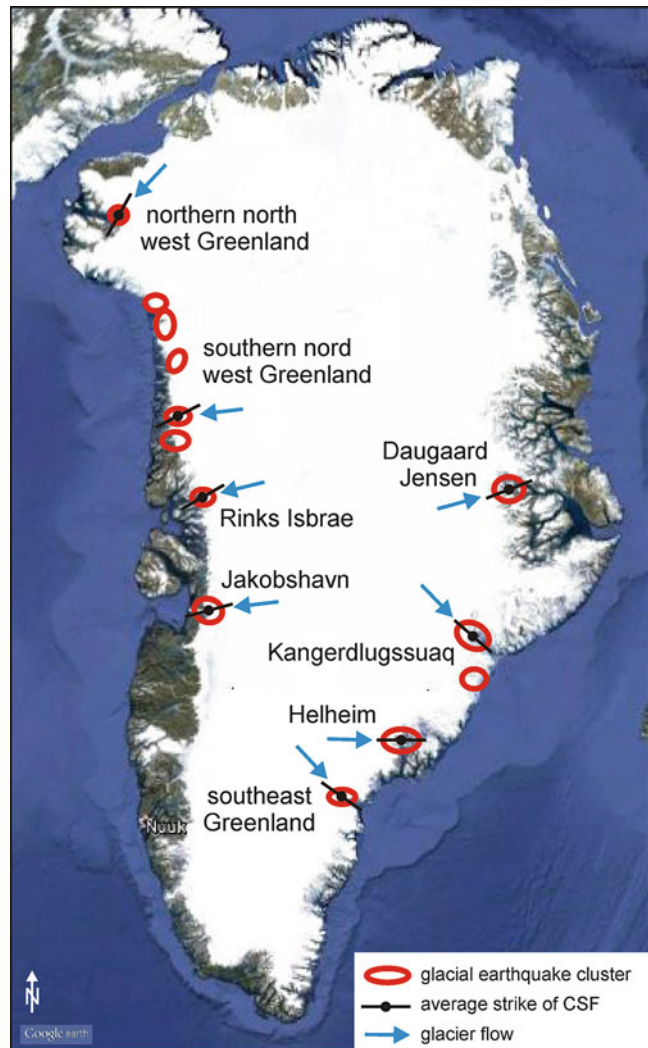 northern north
west Greenland
southern nord
west Greenland
Daugaard
Jensen
Rinks Isbrae
Jakobshavn
Kangerdlugssuaq
Helheim
southeast
Greenland
Nuuk
N
Google earth
glacial earthquake cluster
average strike of CSF
glacier flow